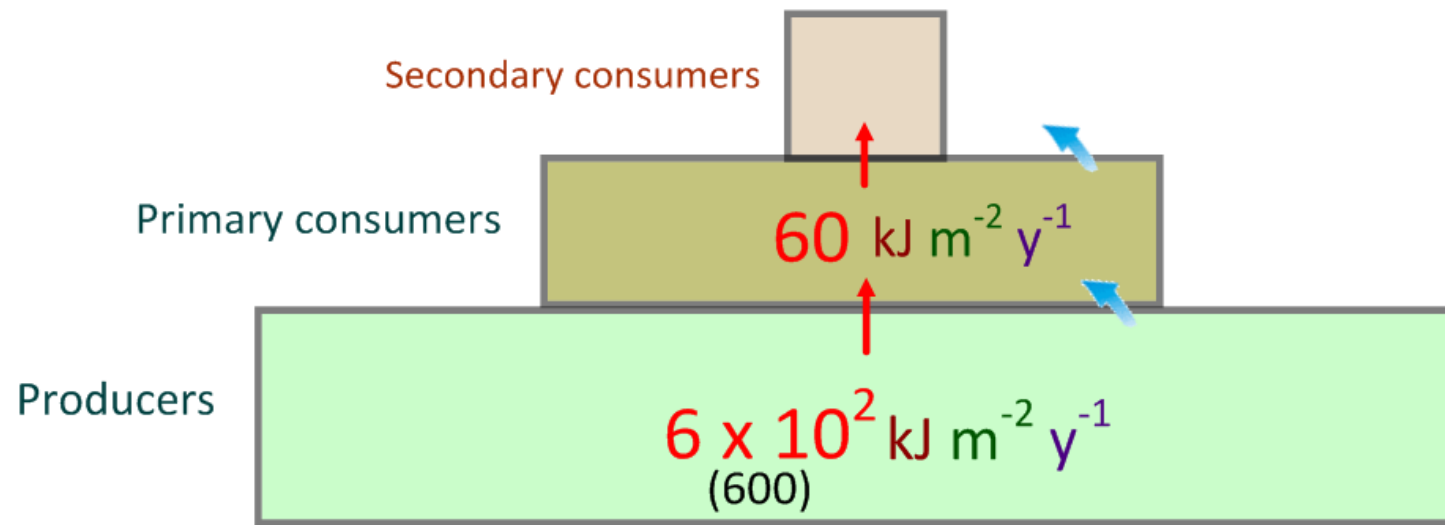 Secondary consumers
Primary consumers
60 kJ m⁻² y⁻¹
Producers
6 x 10² kJ m⁻² y⁻¹
(600)